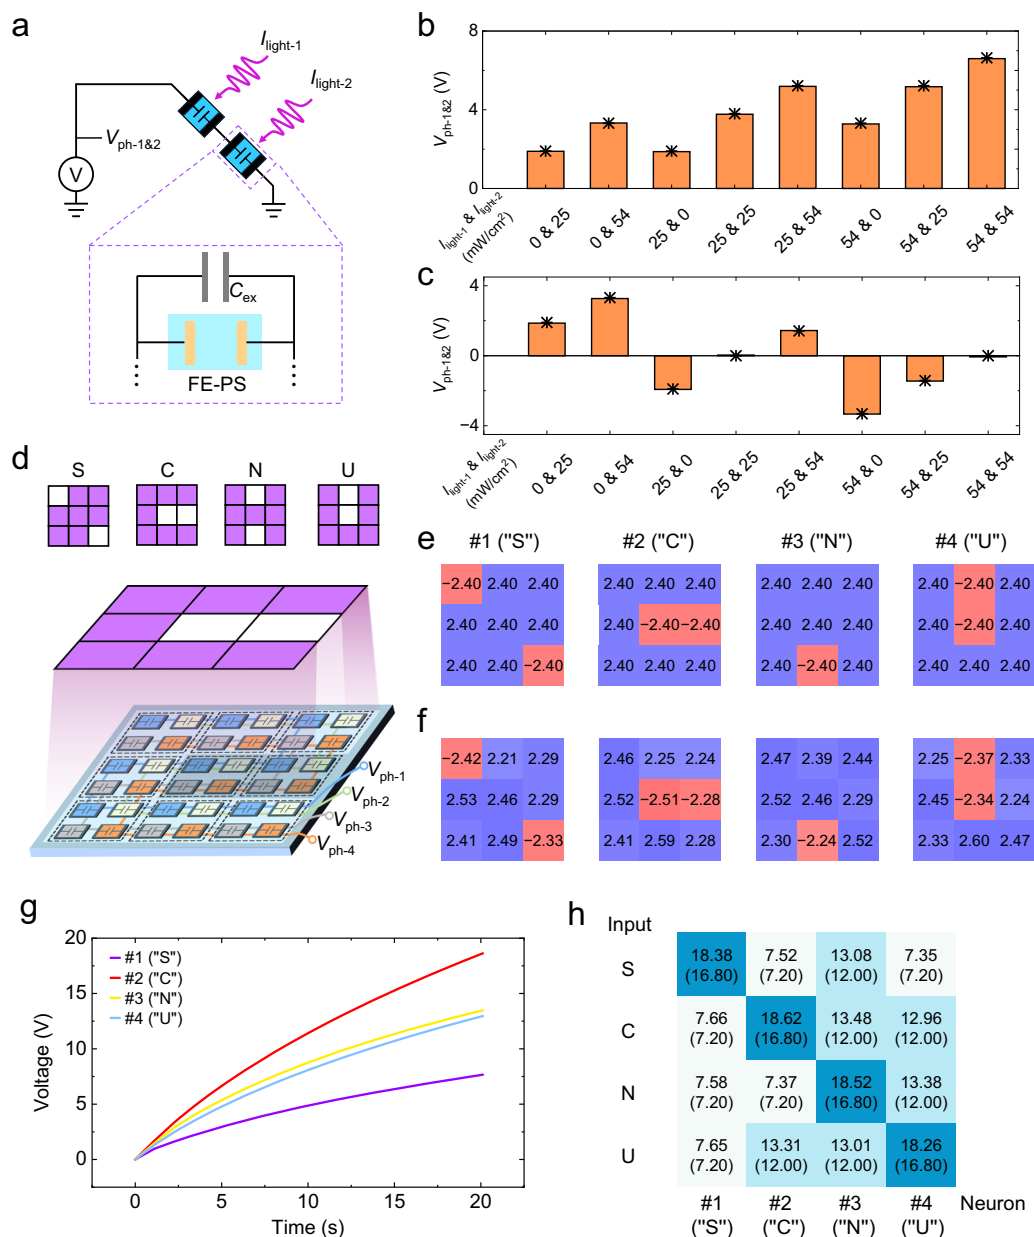 a
I light-1
I light-2
V ph-1&2
V
C ex
FE-PS
b
V ph-1&2 (V)
8
4
0
I light-1 & I light-2
(mW/cm²)
0 & 25
0 & 54
25 & 0
25 & 25
25 & 54
54 & 0
54 & 25
54 & 54
c
V ph-1&2 (V)
4
0
−4
I light-1 & I light-2
(mW/cm²)
0 & 25
0 & 54
25 & 0
25 & 25
25 & 54
54 & 0
54 & 25
54 & 54
d
S C N U
V ph-1
V ph-2
V ph-3
V ph-4
e
#1 ("S") #2 ("C") #3 ("N") #4 ("U")
−2.40 2.40 2.40 2.40 2.40 2.40 2.40 2.40 2.40 2.40 −2.40 2.40
2.40 2.40 2.40 2.40 −2.40 −2.40 2.40 2.40 2.40 2.40 −2.40 2.40
2.40 2.40 −2.40 2.40 2.40 2.40 2.40 −2.40 2.40 2.40 2.40 2.40
f
−2.42 2.21 2.29 2.46 2.25 2.24 2.47 2.39 2.44 2.25 −2.37 2.33
2.53 2.46 2.29 2.52 −2.51 −2.28 2.52 2.46 2.29 2.45 −2.34 2.24
2.41 2.49 −2.33 2.41 2.59 2.28 2.30 −2.24 2.52 2.33 2.60 2.47
g
Voltage (V)
20
15
10
5
0
#1 ("S")
#2 ("C")
#3 ("N")
#4 ("U")
0 5 10 15 20
Time (s)
h
Input
S
18.38 7.52 13.08 7.35
(16.80) (7.20) (12.00) (7.20)
C
7.66 18.62 13.48 12.96
(7.20) (16.80) (12.00) (12.00)
N
7.58 7.37 18.52 13.38
(7.20) (7.20) (16.80) (12.00)
U
7.65 13.31 13.01 18.26
(7.20) (12.00) (12.00) (16.80)
#1 #2 #3 #4 Neuron
("S") ("C") ("N") ("U")